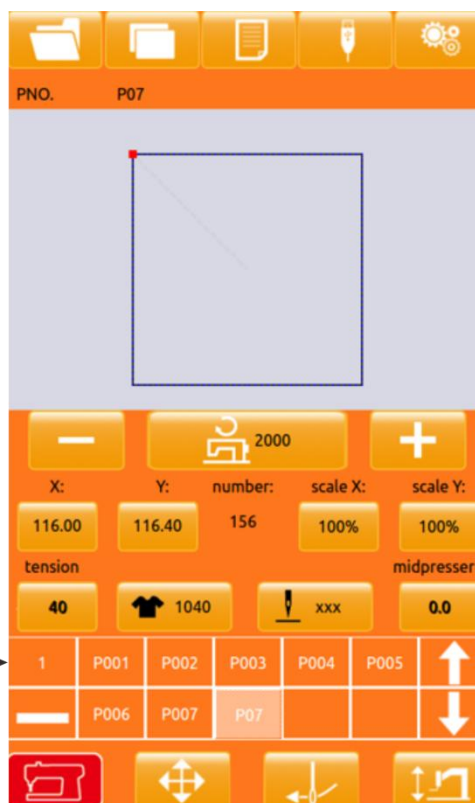 PNO. P07
2000
X: Y: number: scale X: scale Y:
116.00 116.40 156 100% 100%
tension midpresser
40 1040 xxx 0.0
1 P001 P002 P003 P004 P005
P006 P007 P07